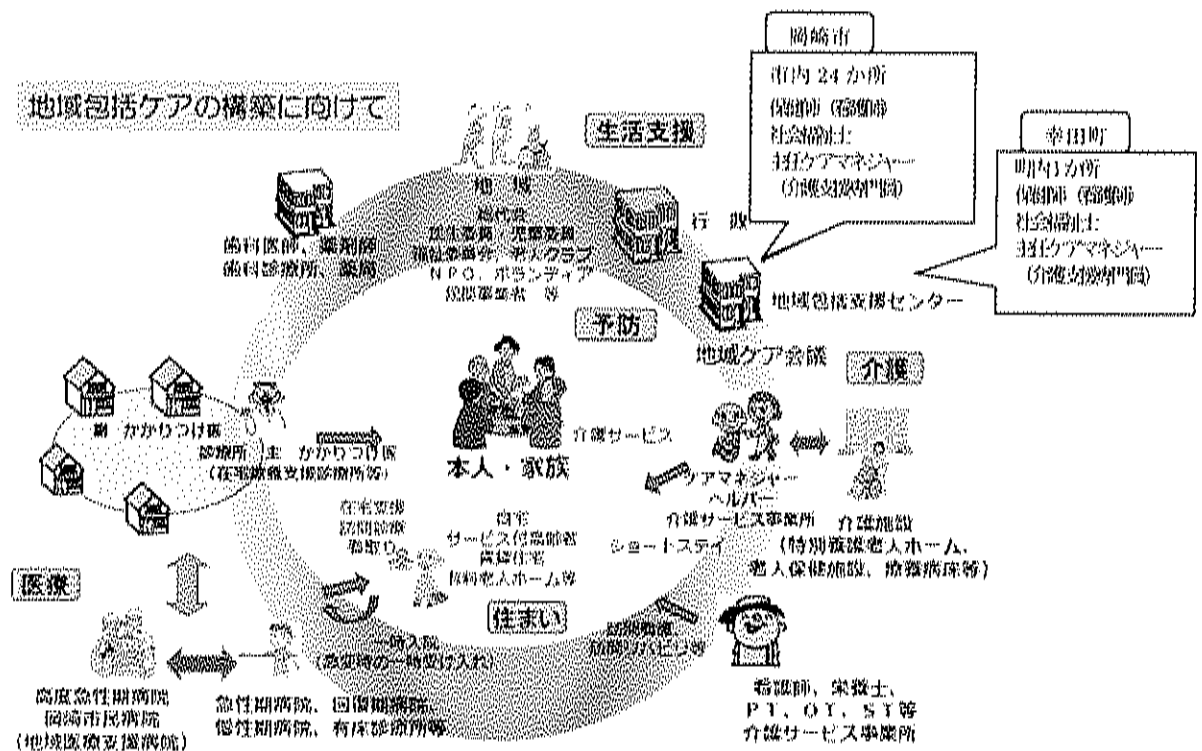 地域包括ケアの構築に向けて
岡崎市
市内24か所
保健師（看護師）
社会福祉士
主任ケアマネジャー
（介護支援専門員）
幸田町
町内1か所
保健師（看護師）
社会福祉士
主任ケアマネジャー
（介護支援専門員）
生活支援
地域
総代会
民生委員・児童委員
福祉委員会、老人クラブ
NPO、ボランティア
民間事業者 等
行政
歯科医師、薬剤師
歯科診療所、薬局
地域包括支援センター
地域ケア会議
予防
介護
副 かかりつけ医
診療所 主 かかりつけ医
（在宅療養支援診療所等）
本人・家族
介護サービス
ケアマネジャー
ヘルパー
介護サービス事業所
介護施設
（特別養護老人ホーム、
老人保健施設、療養病床等）
在宅支援
訪問診療
看取り
自宅
サービス付高齢者
賃貸住宅
有料老人ホーム等
ショートステイ
住まい
医療
一時入院
（急変時の一時受け入れ）
訪問看護
訪問リハビリ等
高度急性期病院
岡崎市民病院
（地域医療支援病院）
急性期病院、回復期病院、
慢性期病院、有床診療所等
看護師、栄養士、
PT、OT、ST等
介護サービス事業所